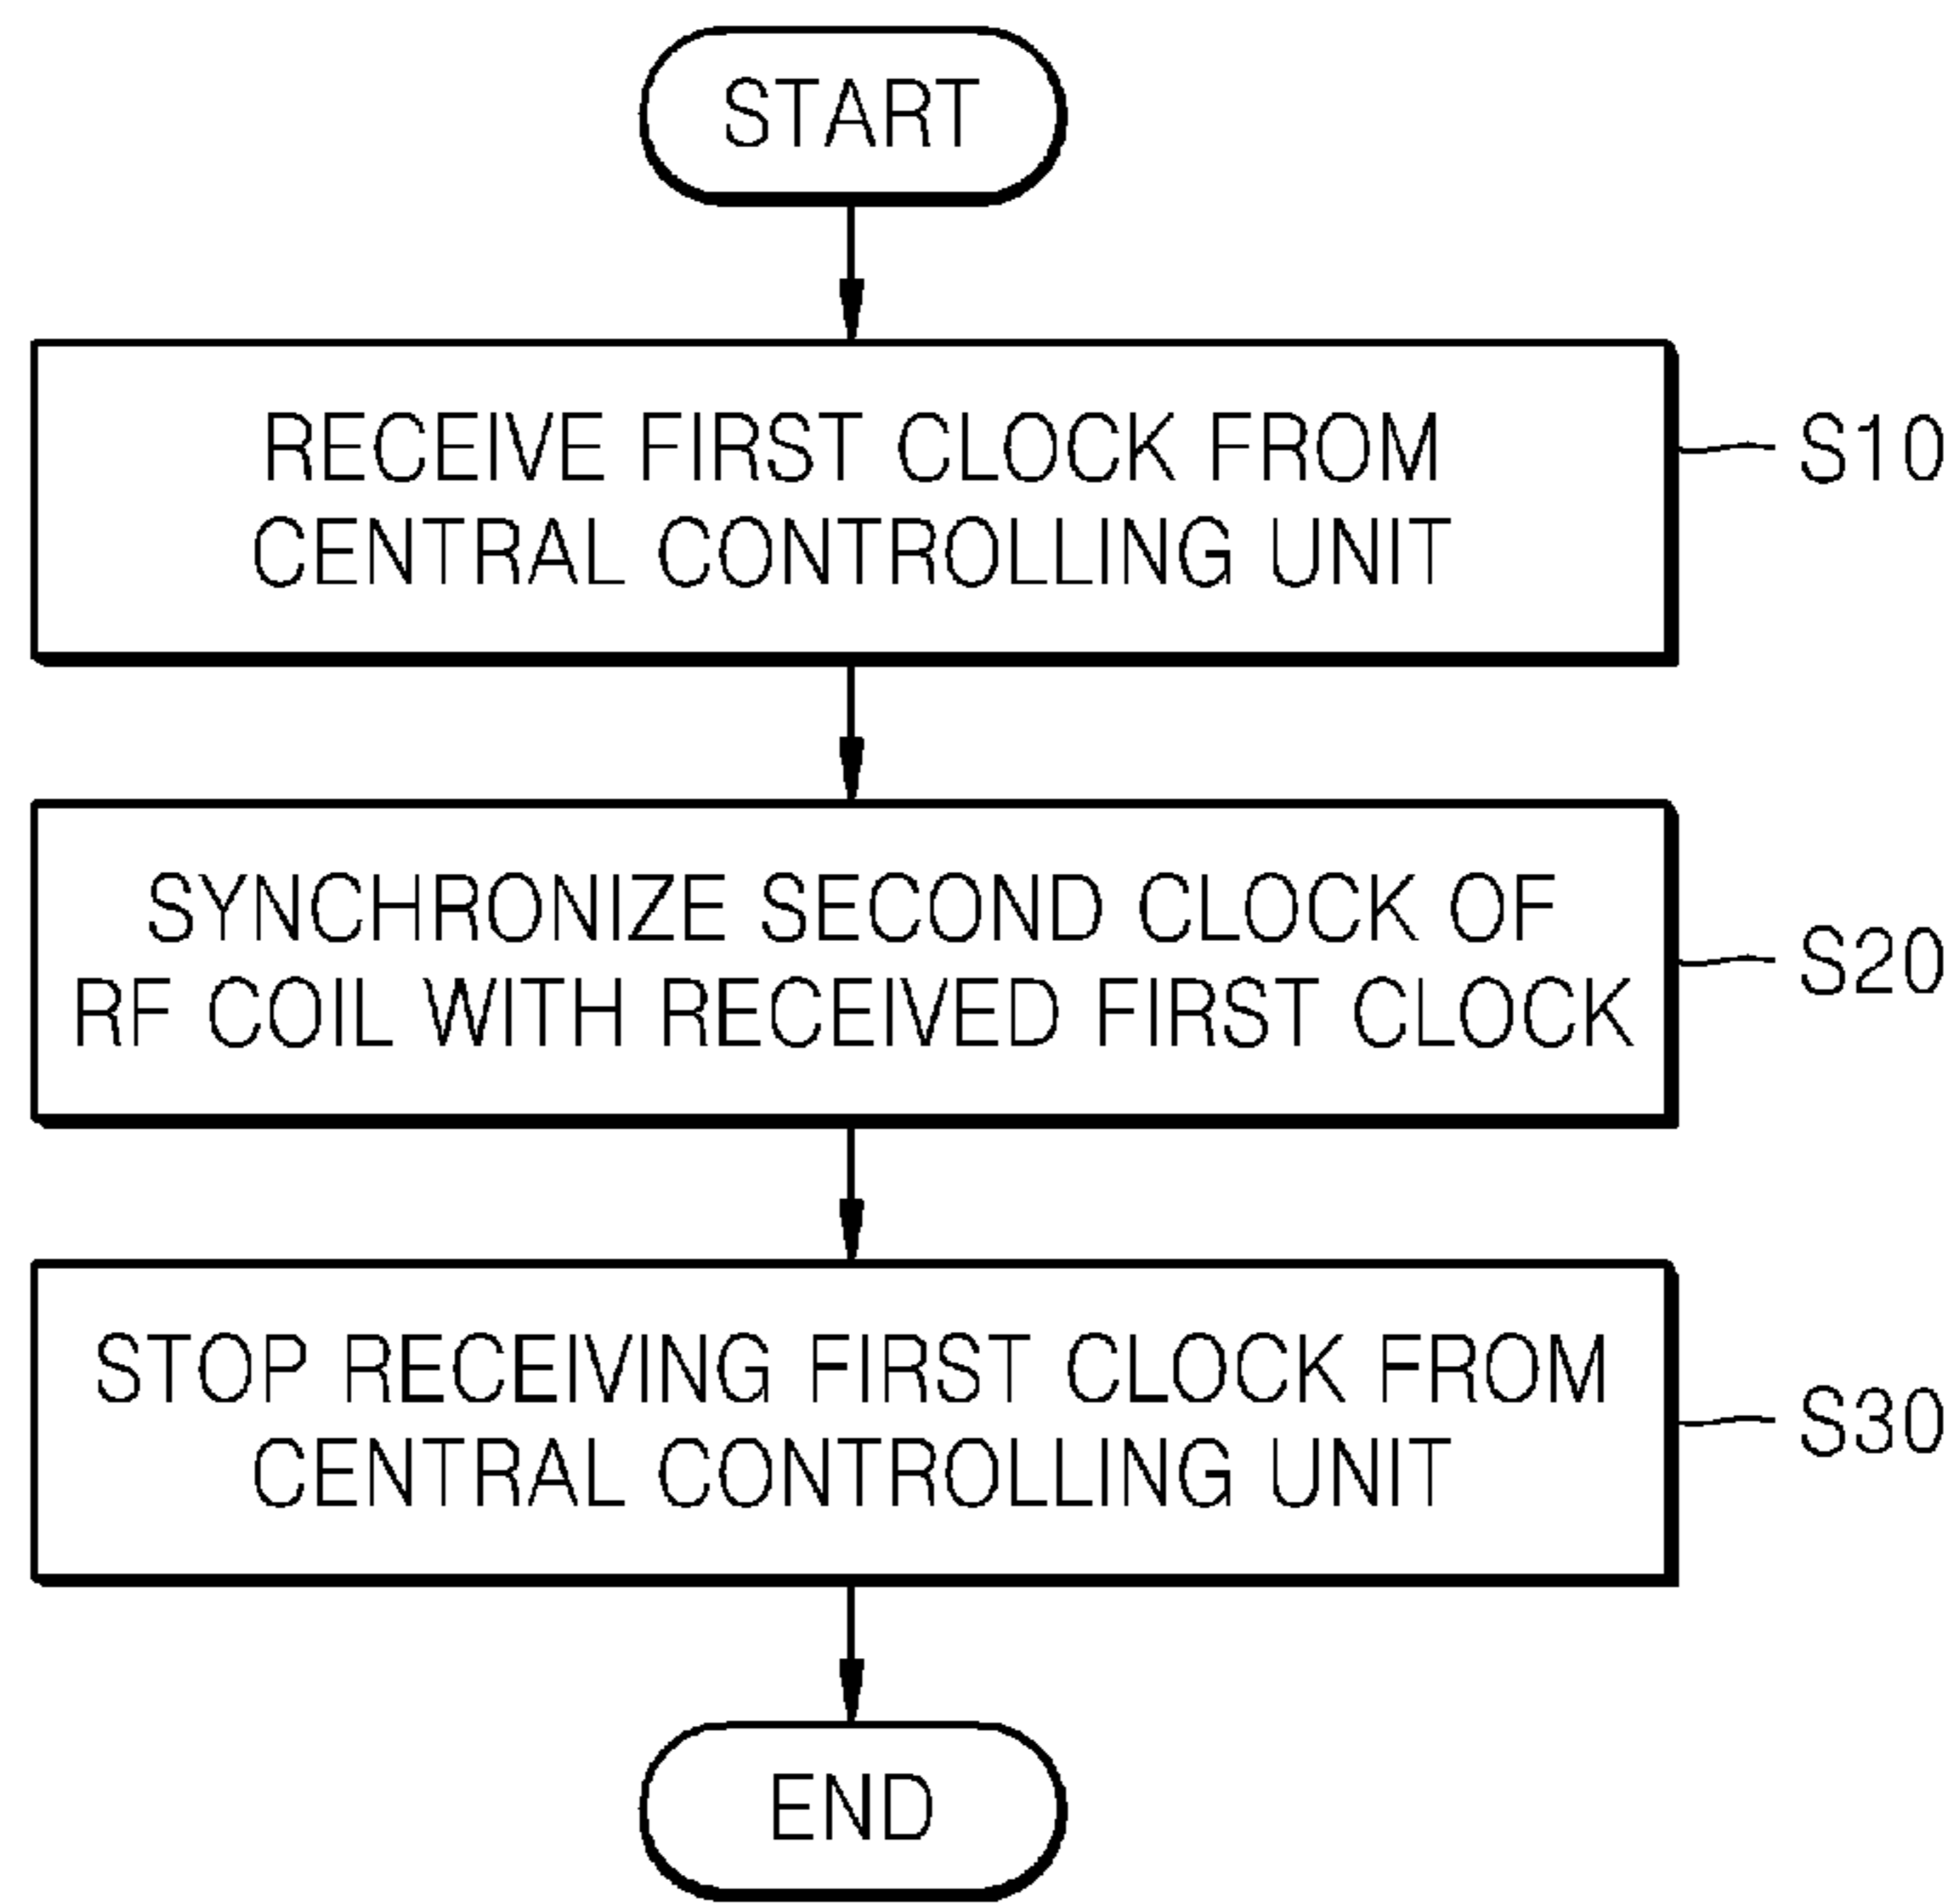 START
RECEIVE FIRST CLOCK FROM
CENTRAL CONTROLLING UNIT
S10
SYNCHRONIZE SECOND CLOCK OF
RF COIL WITH RECEIVED FIRST CLOCK
S20
STOP RECEIVING FIRST CLOCK FROM
CENTRAL CONTROLLING UNIT
S30
END